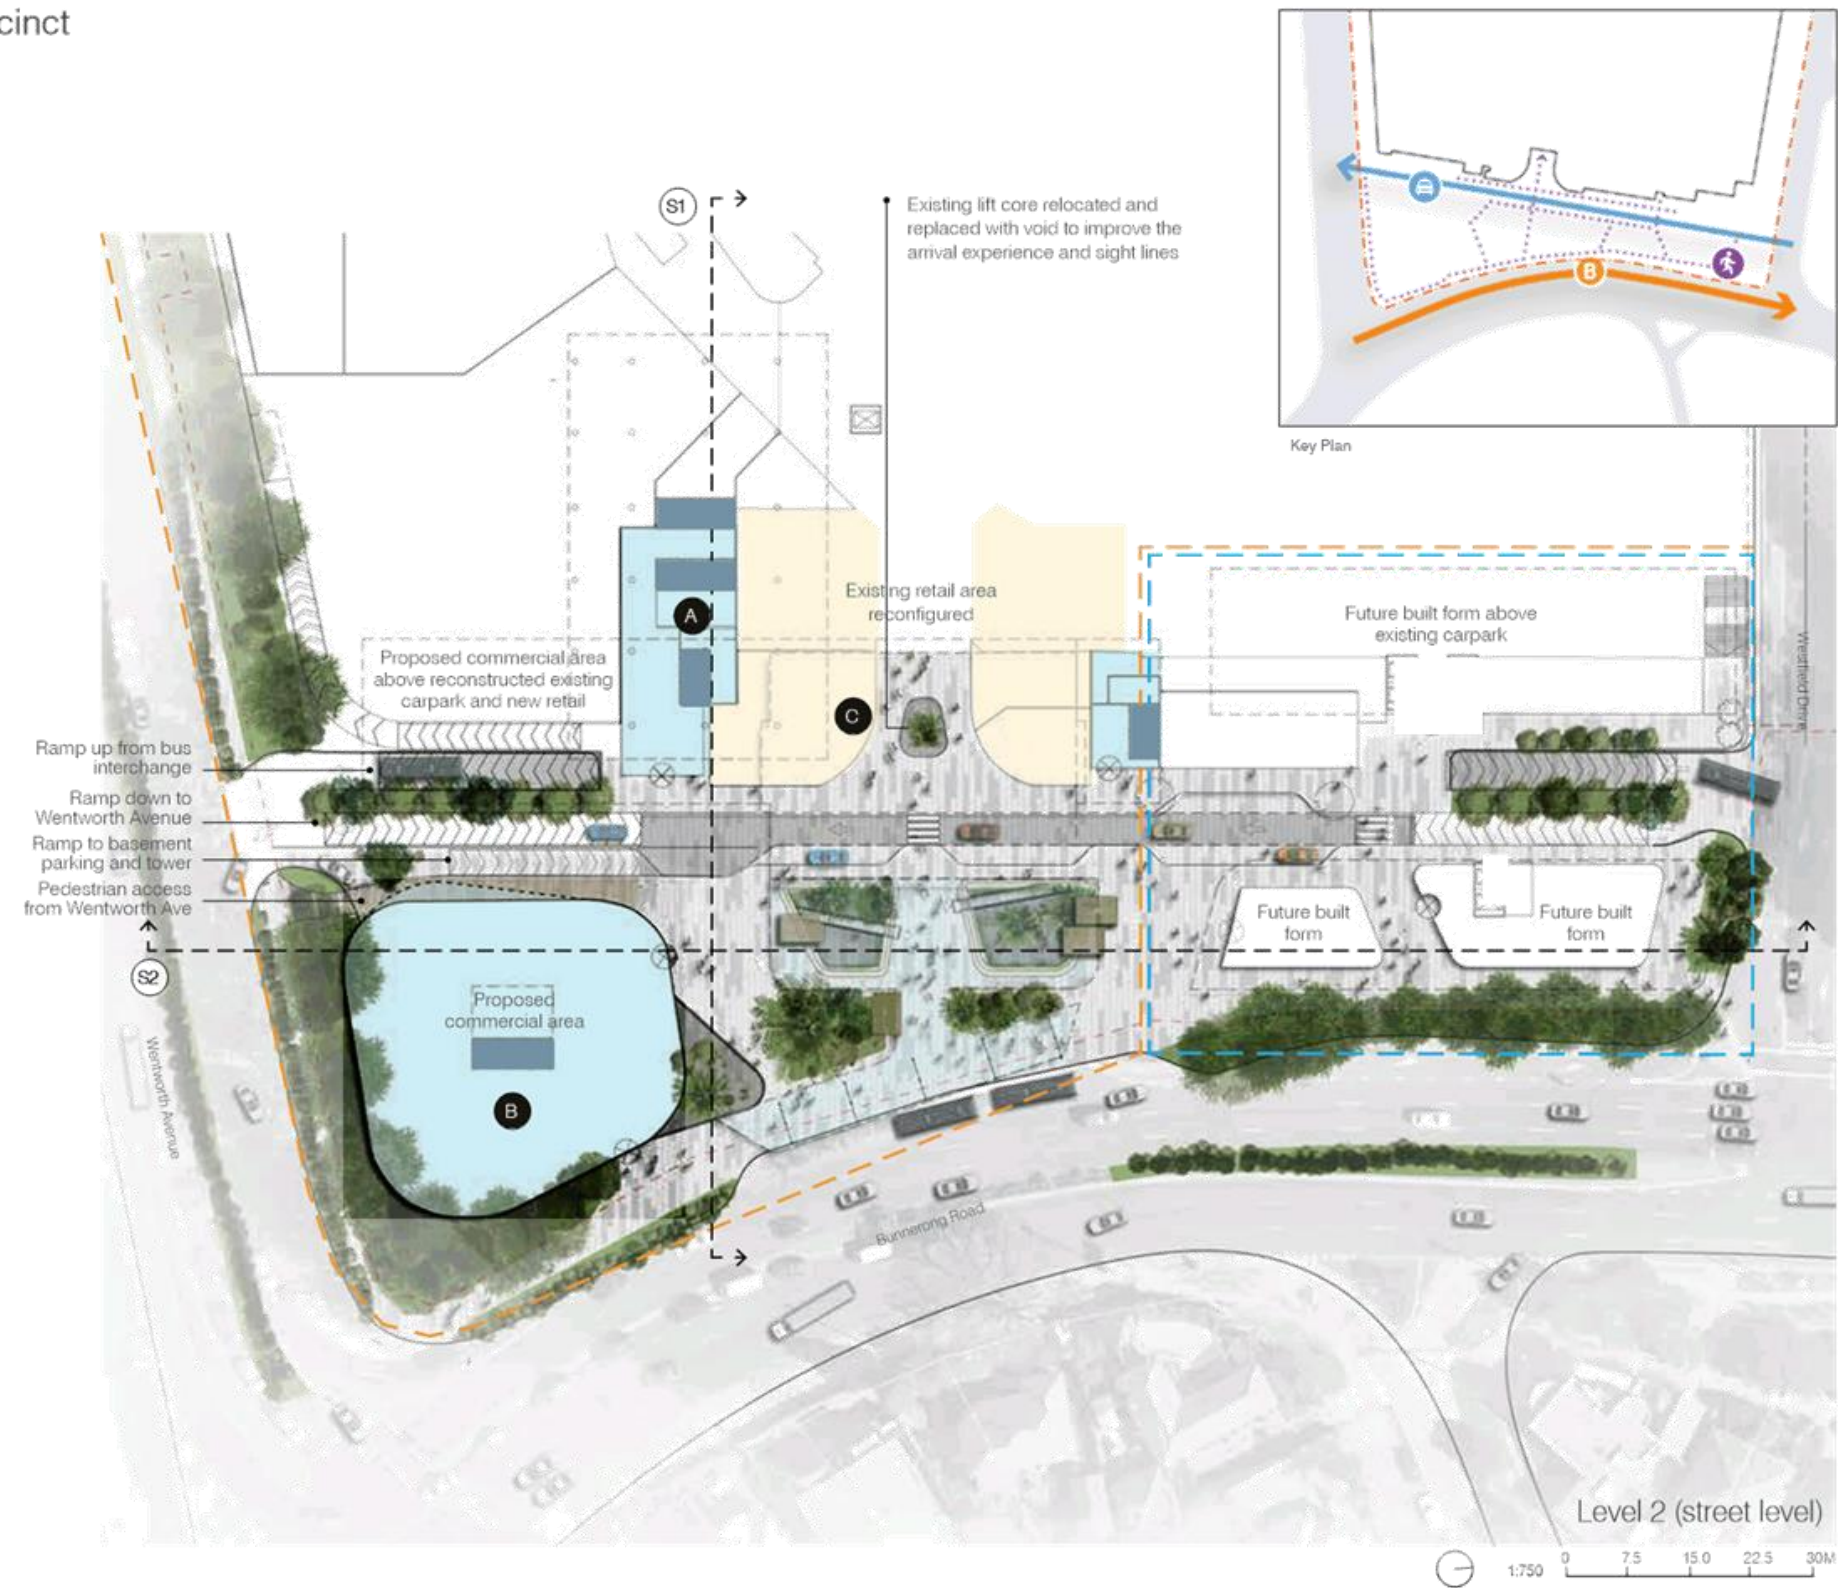 cinct
S1
Existing lift core relocated and
replaced with void to improve the
arrival experience and sight lines
B
Key Plan
A
Existing retail area
reconfigured
Future built form above
existing carpark
Proposed commercial area
above reconstructed existing
carpark and new retail
C
Westfield Drive
Ramp up from bus
interchange
Ramp down to
Wentworth Avenue
Ramp to basement
parking and tower
Pedestrian access
from Wentworth Ave
Future built
form
Future built
form
S2
Proposed
commercial area
B
Wentworth Avenue
Bunnerong Road
Level 2 (street level)
1:750
0 7.5 15.0 22.5 30M